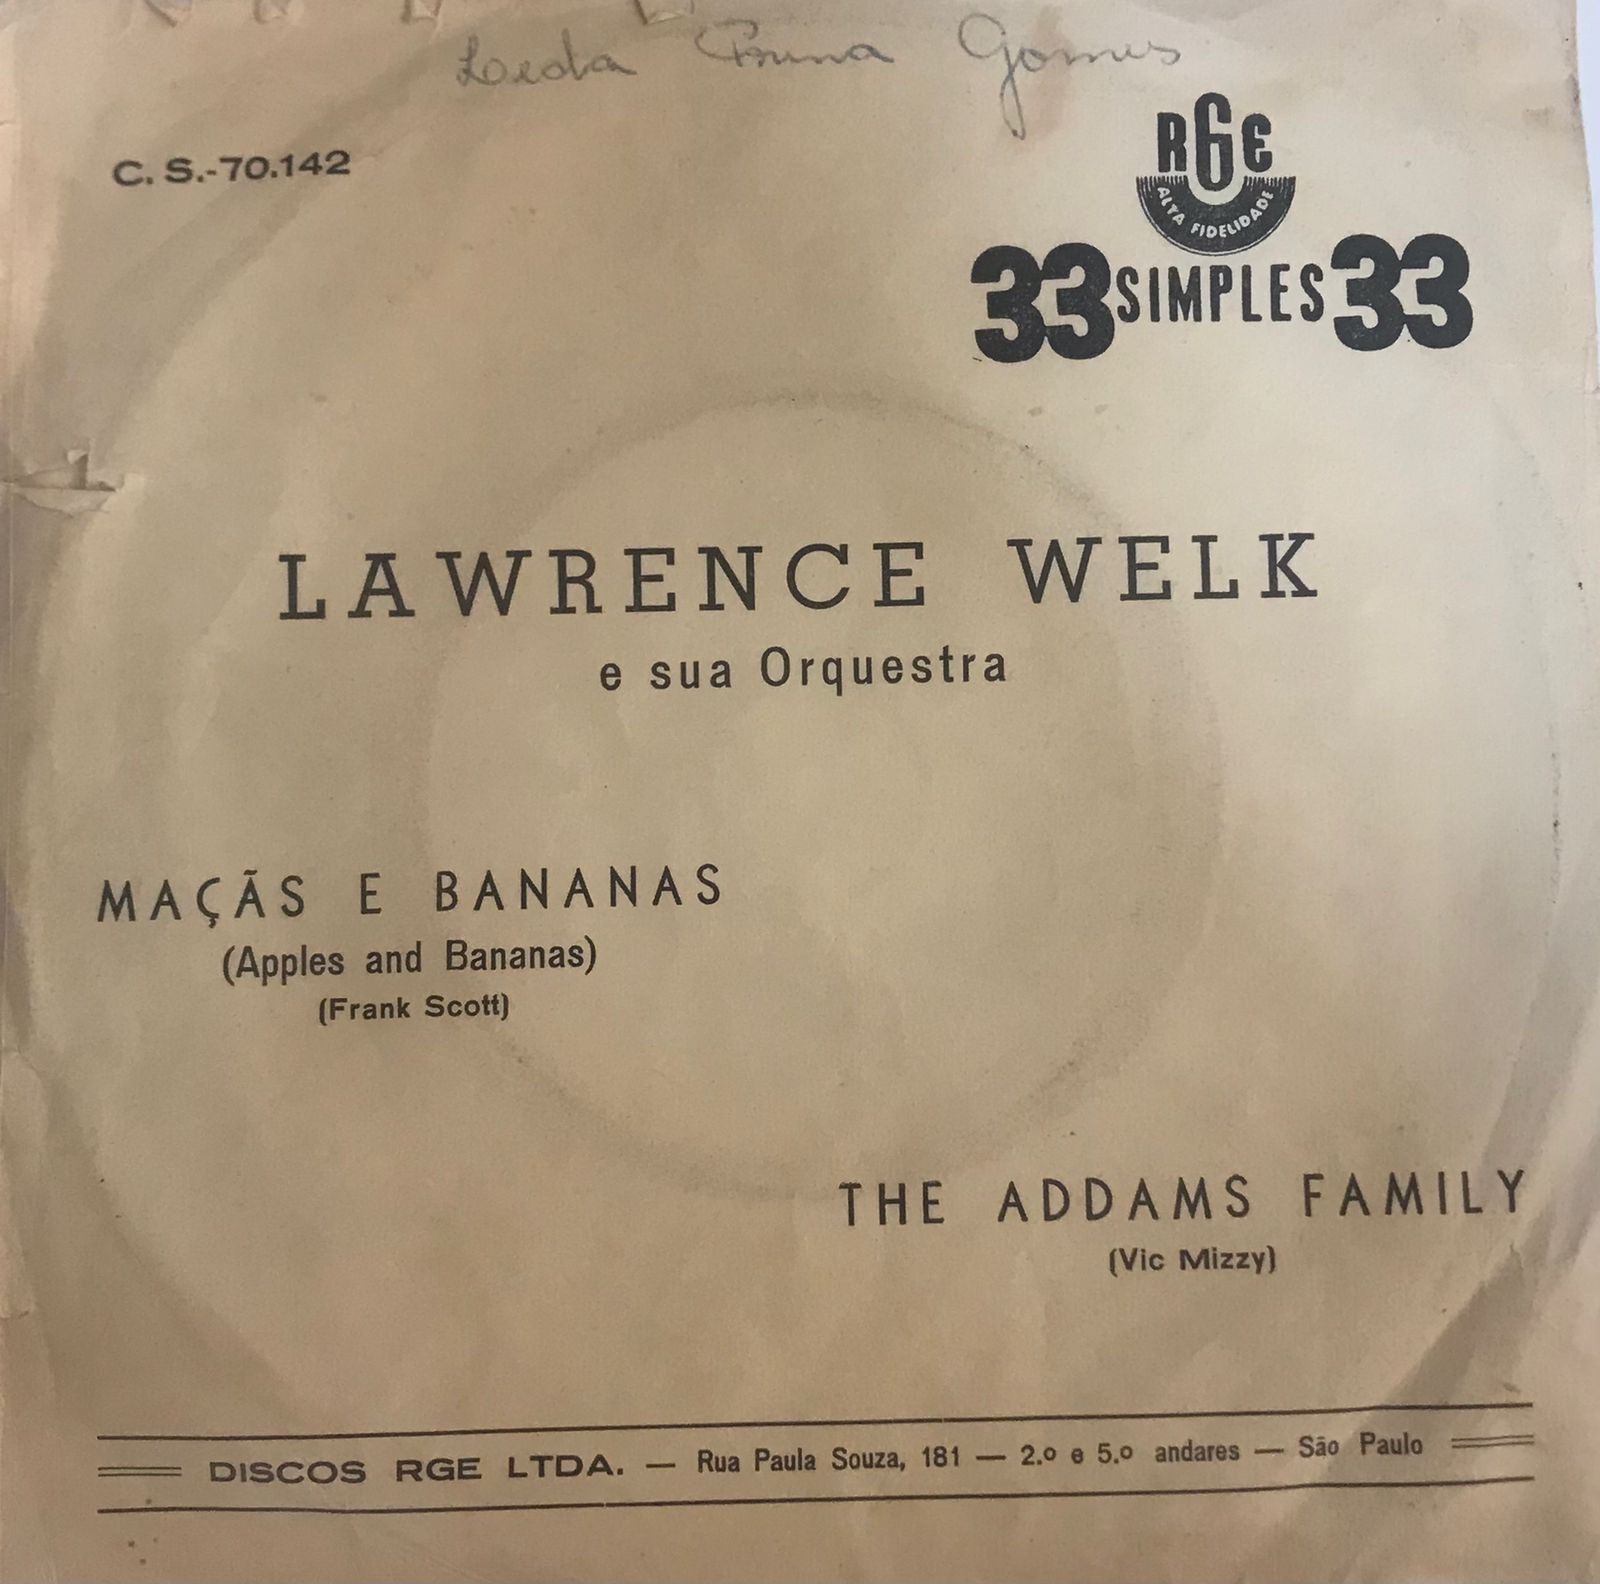 Leda Gomes
C. S.-70.142
RGE
ALTA FIDELIDADE
33 SIMPLES 33
LAWRENCE WELK
e sua Orquestra
MAÇÃS E BANANAS
(Apples and Bananas)
(Frank Scott)
THE ADDAMS FAMILY
(Vic Mizzy)
DISCOS RGE LTDA. — Rua Paula Souza, 181 — 2.º e 5.º andares — São Paulo